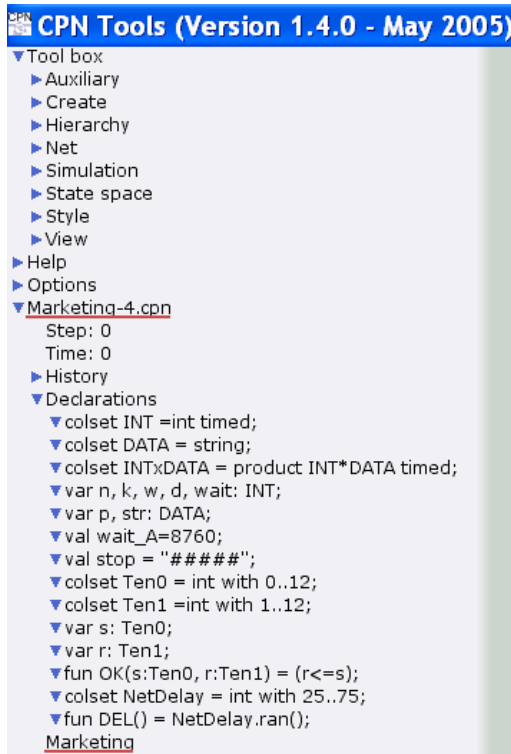 CPN Tools (Version 1.4.0 - May 2005)
Tool box
Auxiliary
Create
Hierarchy
Net
Simulation
State space
Style
View
Help
Options
Marketing-4.cpn
Step: 0
Time: 0
History
Declarations
colset INT =int timed;
colset DATA = string;
colset INTxDATA = product INT*DATA timed;
var n, k, w, d, wait: INT;
var p, str: DATA;
val wait_A=8760;
val stop = "#####";
colset Ten0 = int with 0..12;
colset Ten1 =int with 1..12;
var s: Ten0;
var r: Ten1;
fun OK(s:Ten0, r:Ten1) = (r<=s);
colset NetDelay = int with 25..75;
fun DEL() = NetDelay.ran();
Marketing